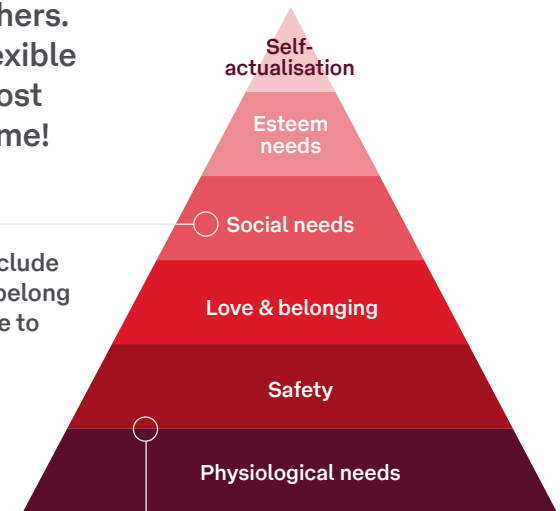 hers.
exible
ost
me!
clude
belong
e to
Self-
actualisation
Esteem
needs
Social needs
Love & belonging
Safety
Physiological needs